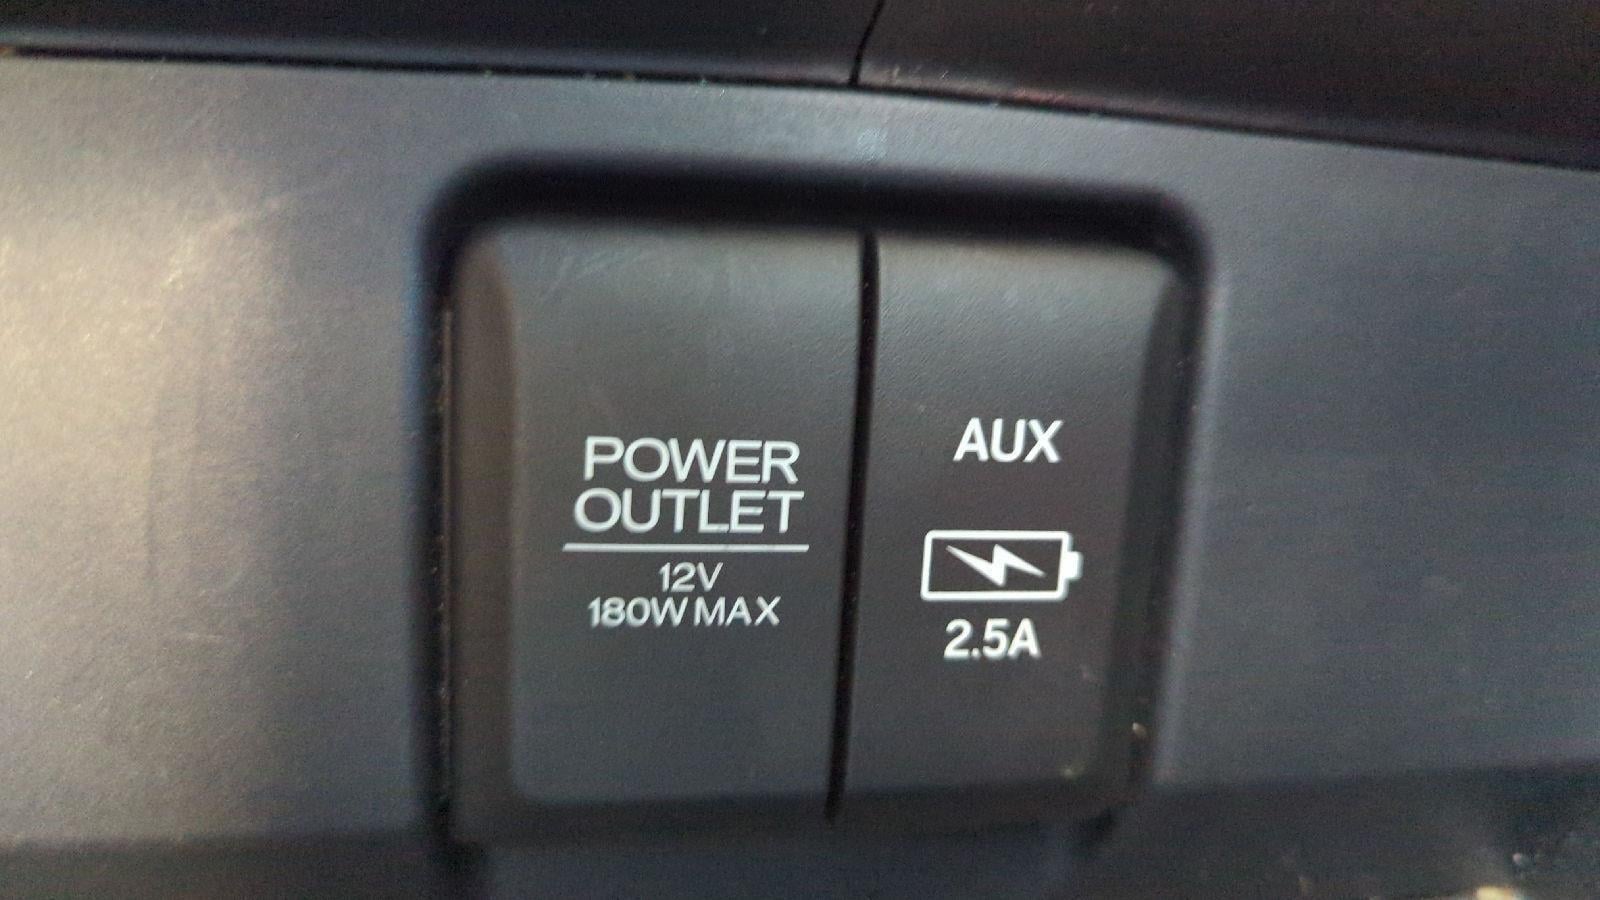 POWER
OUTLET
12V
180W MAX
AUX
2.5A